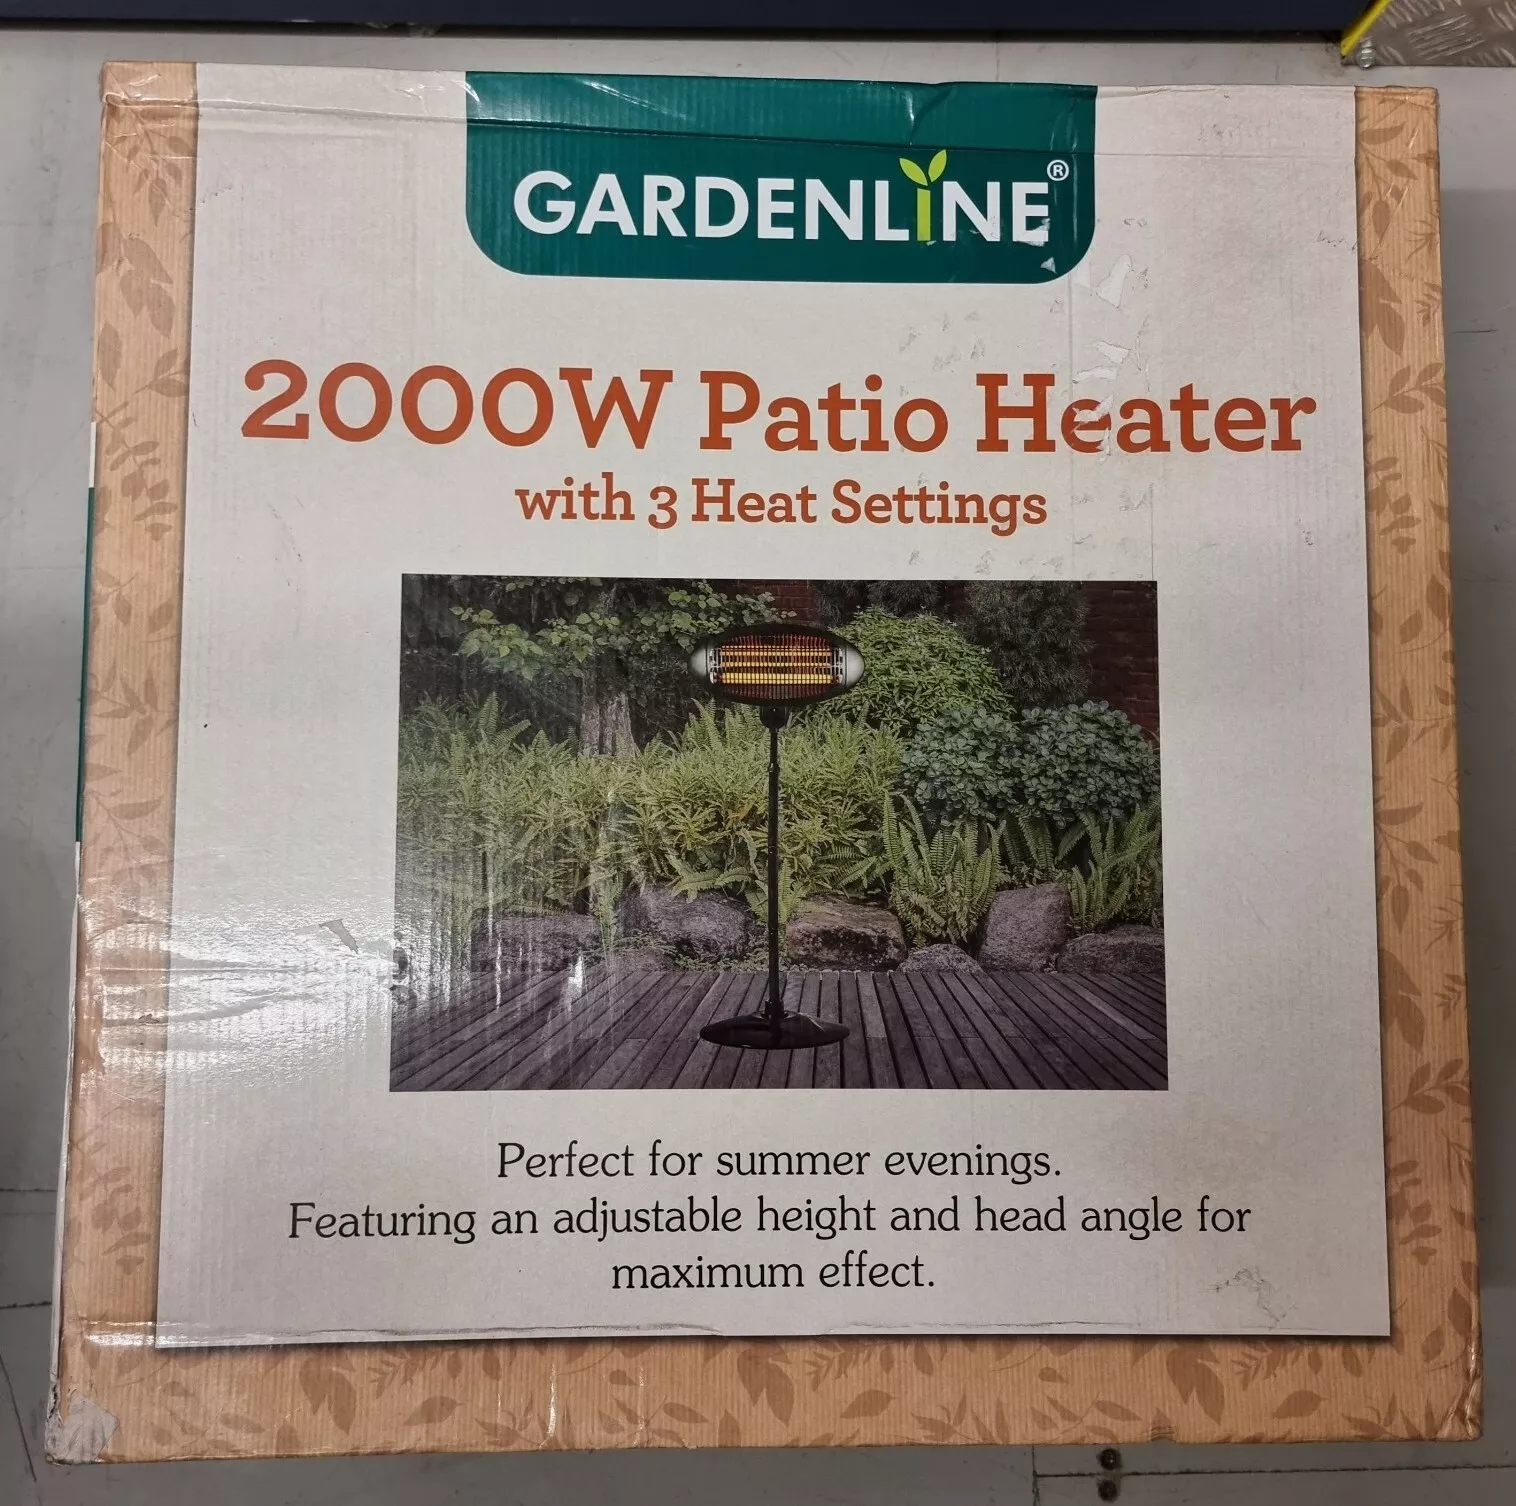 GARDENLINE®
2000W Patio Heater
with 3 Heat Settings
Perfect for summer evenings.
Featuring an adjustable height and head angle for
maximum effect.